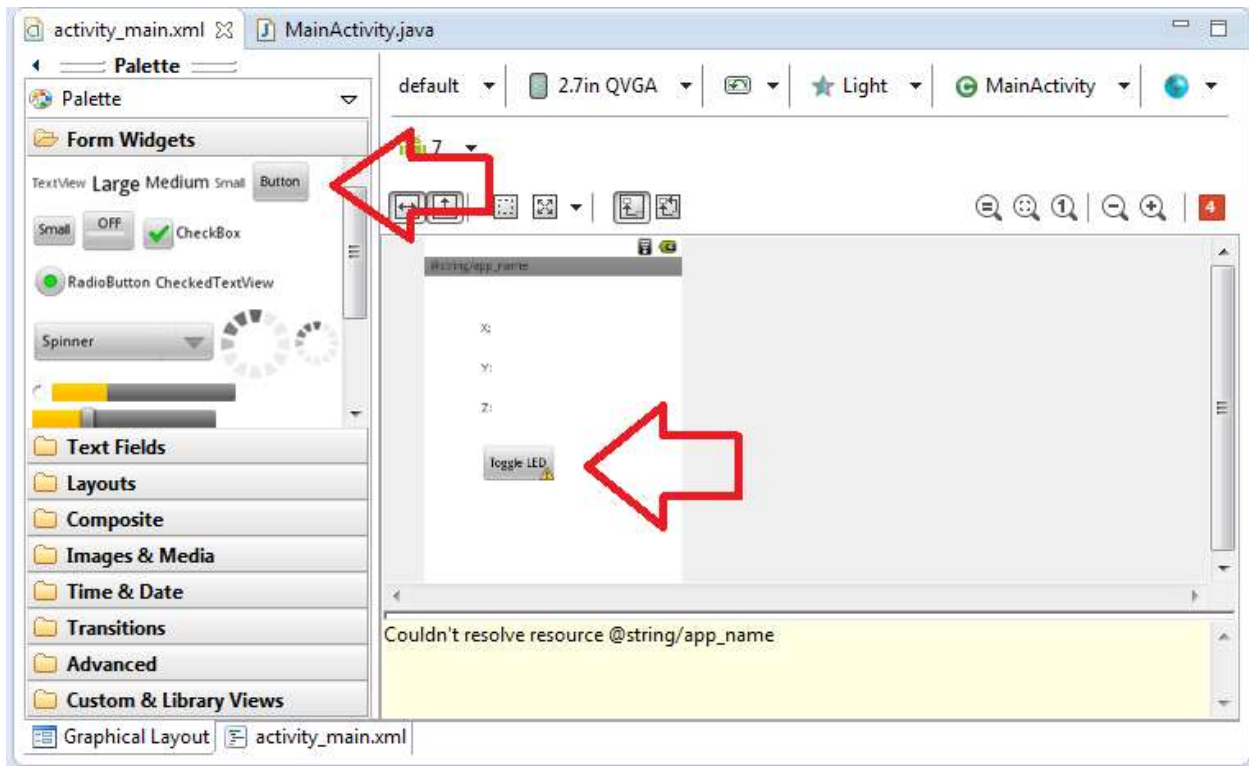 activity_main.xml
MainActivity.java
Palette
Palette
default
2.7in QVGA
Light
MainActivity
Form Widgets
7
TextView Large Medium Small Button
Small OFF CheckBox
4
RadioButton CheckedTextView
@string/app_name
Spinner
X:
Y:
Z:
Toggle LED
Text Fields
Layouts
Composite
Images & Media
Time & Date
Transitions
Advanced
Custom & Library Views
Couldn't resolve resource @string/app_name
Graphical Layout
activity_main.xml